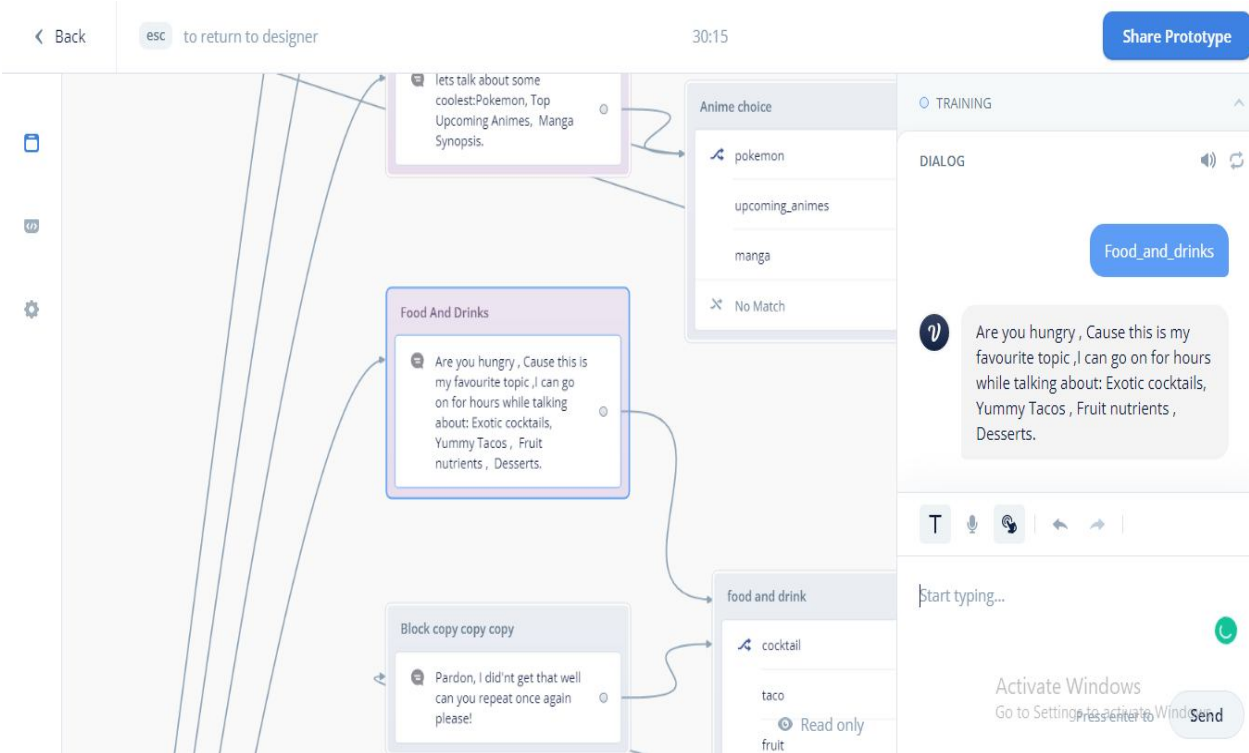 Back
esc to return to designer
30:15
Share Prototype
lets talk about some
coolest:Pokemon, Top
Upcoming Animes, Manga
Synopsis.
Anime choice
pokemon
upcoming_animes
manga
No Match
Food And Drinks
Are you hungry , Cause this is
my favourite topic ,I can go
on for hours while talking
about: Exotic cocktails,
Yummy Tacos , Fruit
nutrients , Desserts.
Block copy copy copy
Pardon, I did'nt get that well
can you repeat once again
please!
food and drink
cocktail
taco
fruit
Read only
TRAINING
DIALOG
Food_and_drinks
Are you hungry , Cause this is my
favourite topic ,I can go on for hours
while talking about: Exotic cocktails,
Yummy Tacos , Fruit nutrients ,
Desserts.
T
Start typing...
Activate Windows
Go to Settings to activate Windows.
Press enter to
Send